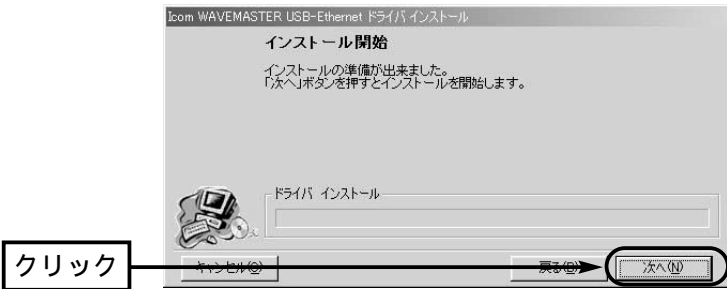 Icom WAVEMASTER USB-Ethernet ドライバ インストール
インストール開始
インストールの準備が出来ました。
「次へ」ボタンを押すとインストールを開始します。
ドライバ インストール
クリック
キャンセル(C)
戻る(B)
次へ(N)